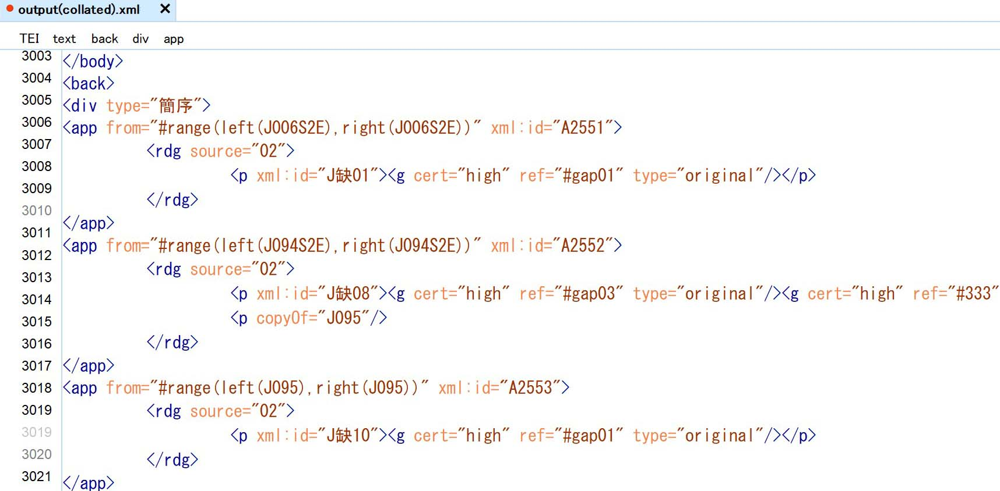 output(collated).xml ✕
TEI text back div app
3003 </body>
3004 <back>
3005 <div type="簡序">
3006 <app from="#range(left(J006S2E),right(J006S2E))" xml:id="A2551">
3007 <rdg source="02">
3008 <p xml:id="J缺01"><g cert="high" ref="#gap01" type="original"/></p>
3009 </rdg>
3010 </app>
3011 <app from="#range(left(J094S2E),right(J094S2E))" xml:id="A2552">
3012 <rdg source="02">
3013 <p xml:id="J缺08"><g cert="high" ref="#gap03" type="original"/><g cert="high" ref="#333"
3014 <p copyOf="J095"/>
3015 </rdg>
3016 </app>
3017 <app from="#range(left(J095),right(J095))" xml:id="A2553">
3018 <rdg source="02">
3019 <p xml:id="J缺10"><g cert="high" ref="#gap01" type="original"/></p>
3019 </rdg>
3020 </app>
3021